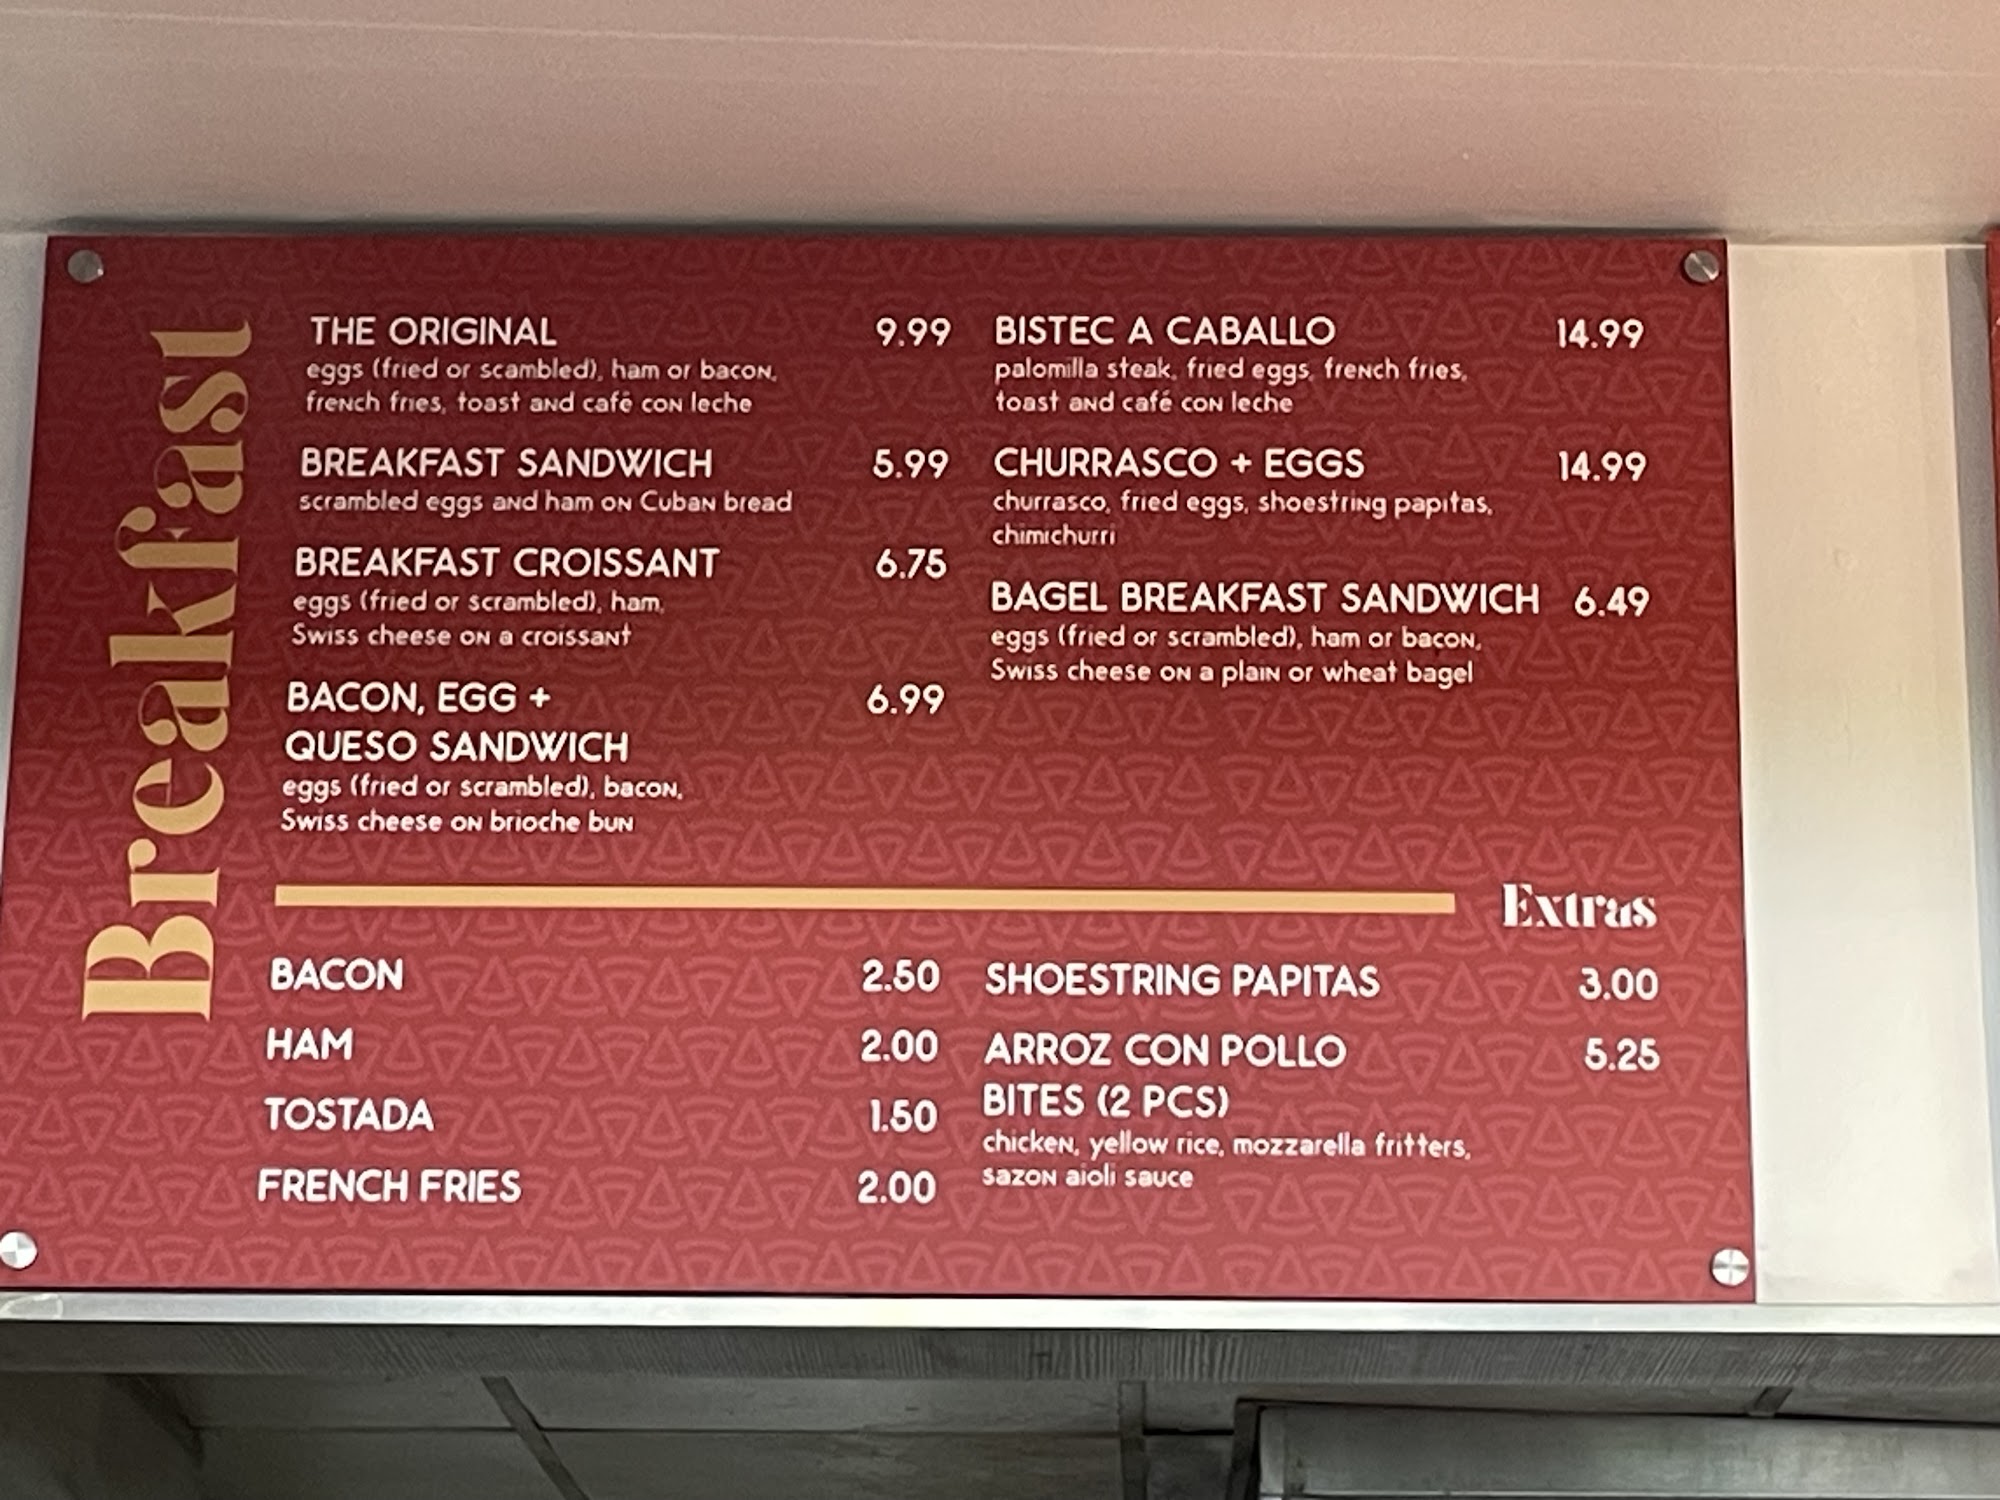 Breakfast
THE ORIGINAL 9.99
eggs (fried or scambled), ham or bacon,
french fries, toast and café con leche
BREAKFAST SANDWICH 5.99
scrambled eggs and ham on Cuban bread
BREAKFAST CROISSANT 6.75
eggs (fried or scrambled), ham,
Swiss cheese on a croissant
BACON, EGG + 6.99
QUESO SANDWICH
eggs (fried or scrambled), bacon,
Swiss cheese on brioche bun
BISTEC A CABALLO 14.99
palomilla steak, fried eggs, french fries,
toast and café con leche
CHURRASCO + EGGS 14.99
churrasco, fried eggs, shoestring papitas,
chimichurri
BAGEL BREAKFAST SANDWICH 6.49
eggs (fried or scrambled), ham or bacon,
Swiss cheese on a plain or wheat bagel
Extras
BACON 2.50
HAM 2.00
TOSTADA 1.50
FRENCH FRIES 2.00
SHOESTRING PAPITAS 3.00
ARROZ CON POLLO 5.25
BITES (2 PCS)
chicken, yellow rice, mozzarella fritters,
sazon aioli sauce